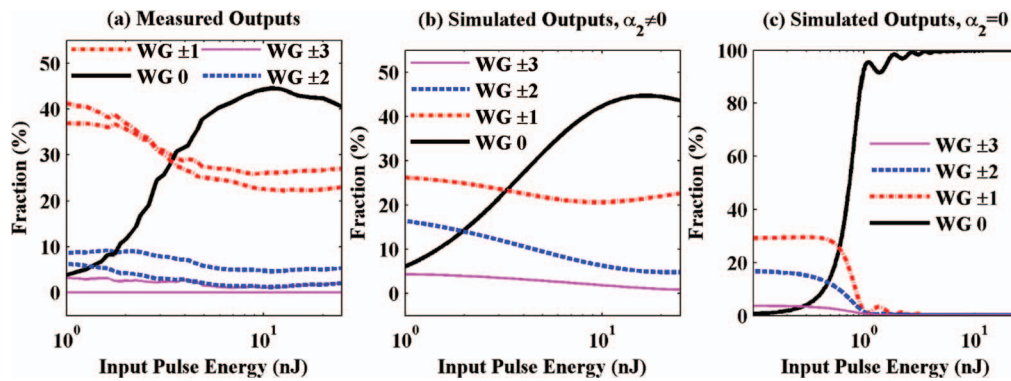 (a) Measured Outputs
WG ±1 WG ±3
WG 0 WG ±2
50
40
30
20
10
0
Fraction (%)
10⁰ 10¹
Input Pulse Energy (nJ)
(b) Simulated Outputs, α₂≠0
WG ±3
WG ±2
WG ±1
WG 0
50
40
30
20
10
0
Fraction (%)
10⁰ 10¹
Input Pulse Energy (nJ)
(c) Simulated Outputs, α₂=0
WG ±3
WG ±2
WG ±1
WG 0
100
80
60
40
20
0
Fraction (%)
10⁰ 10¹
Input Pulse Energy (nJ)